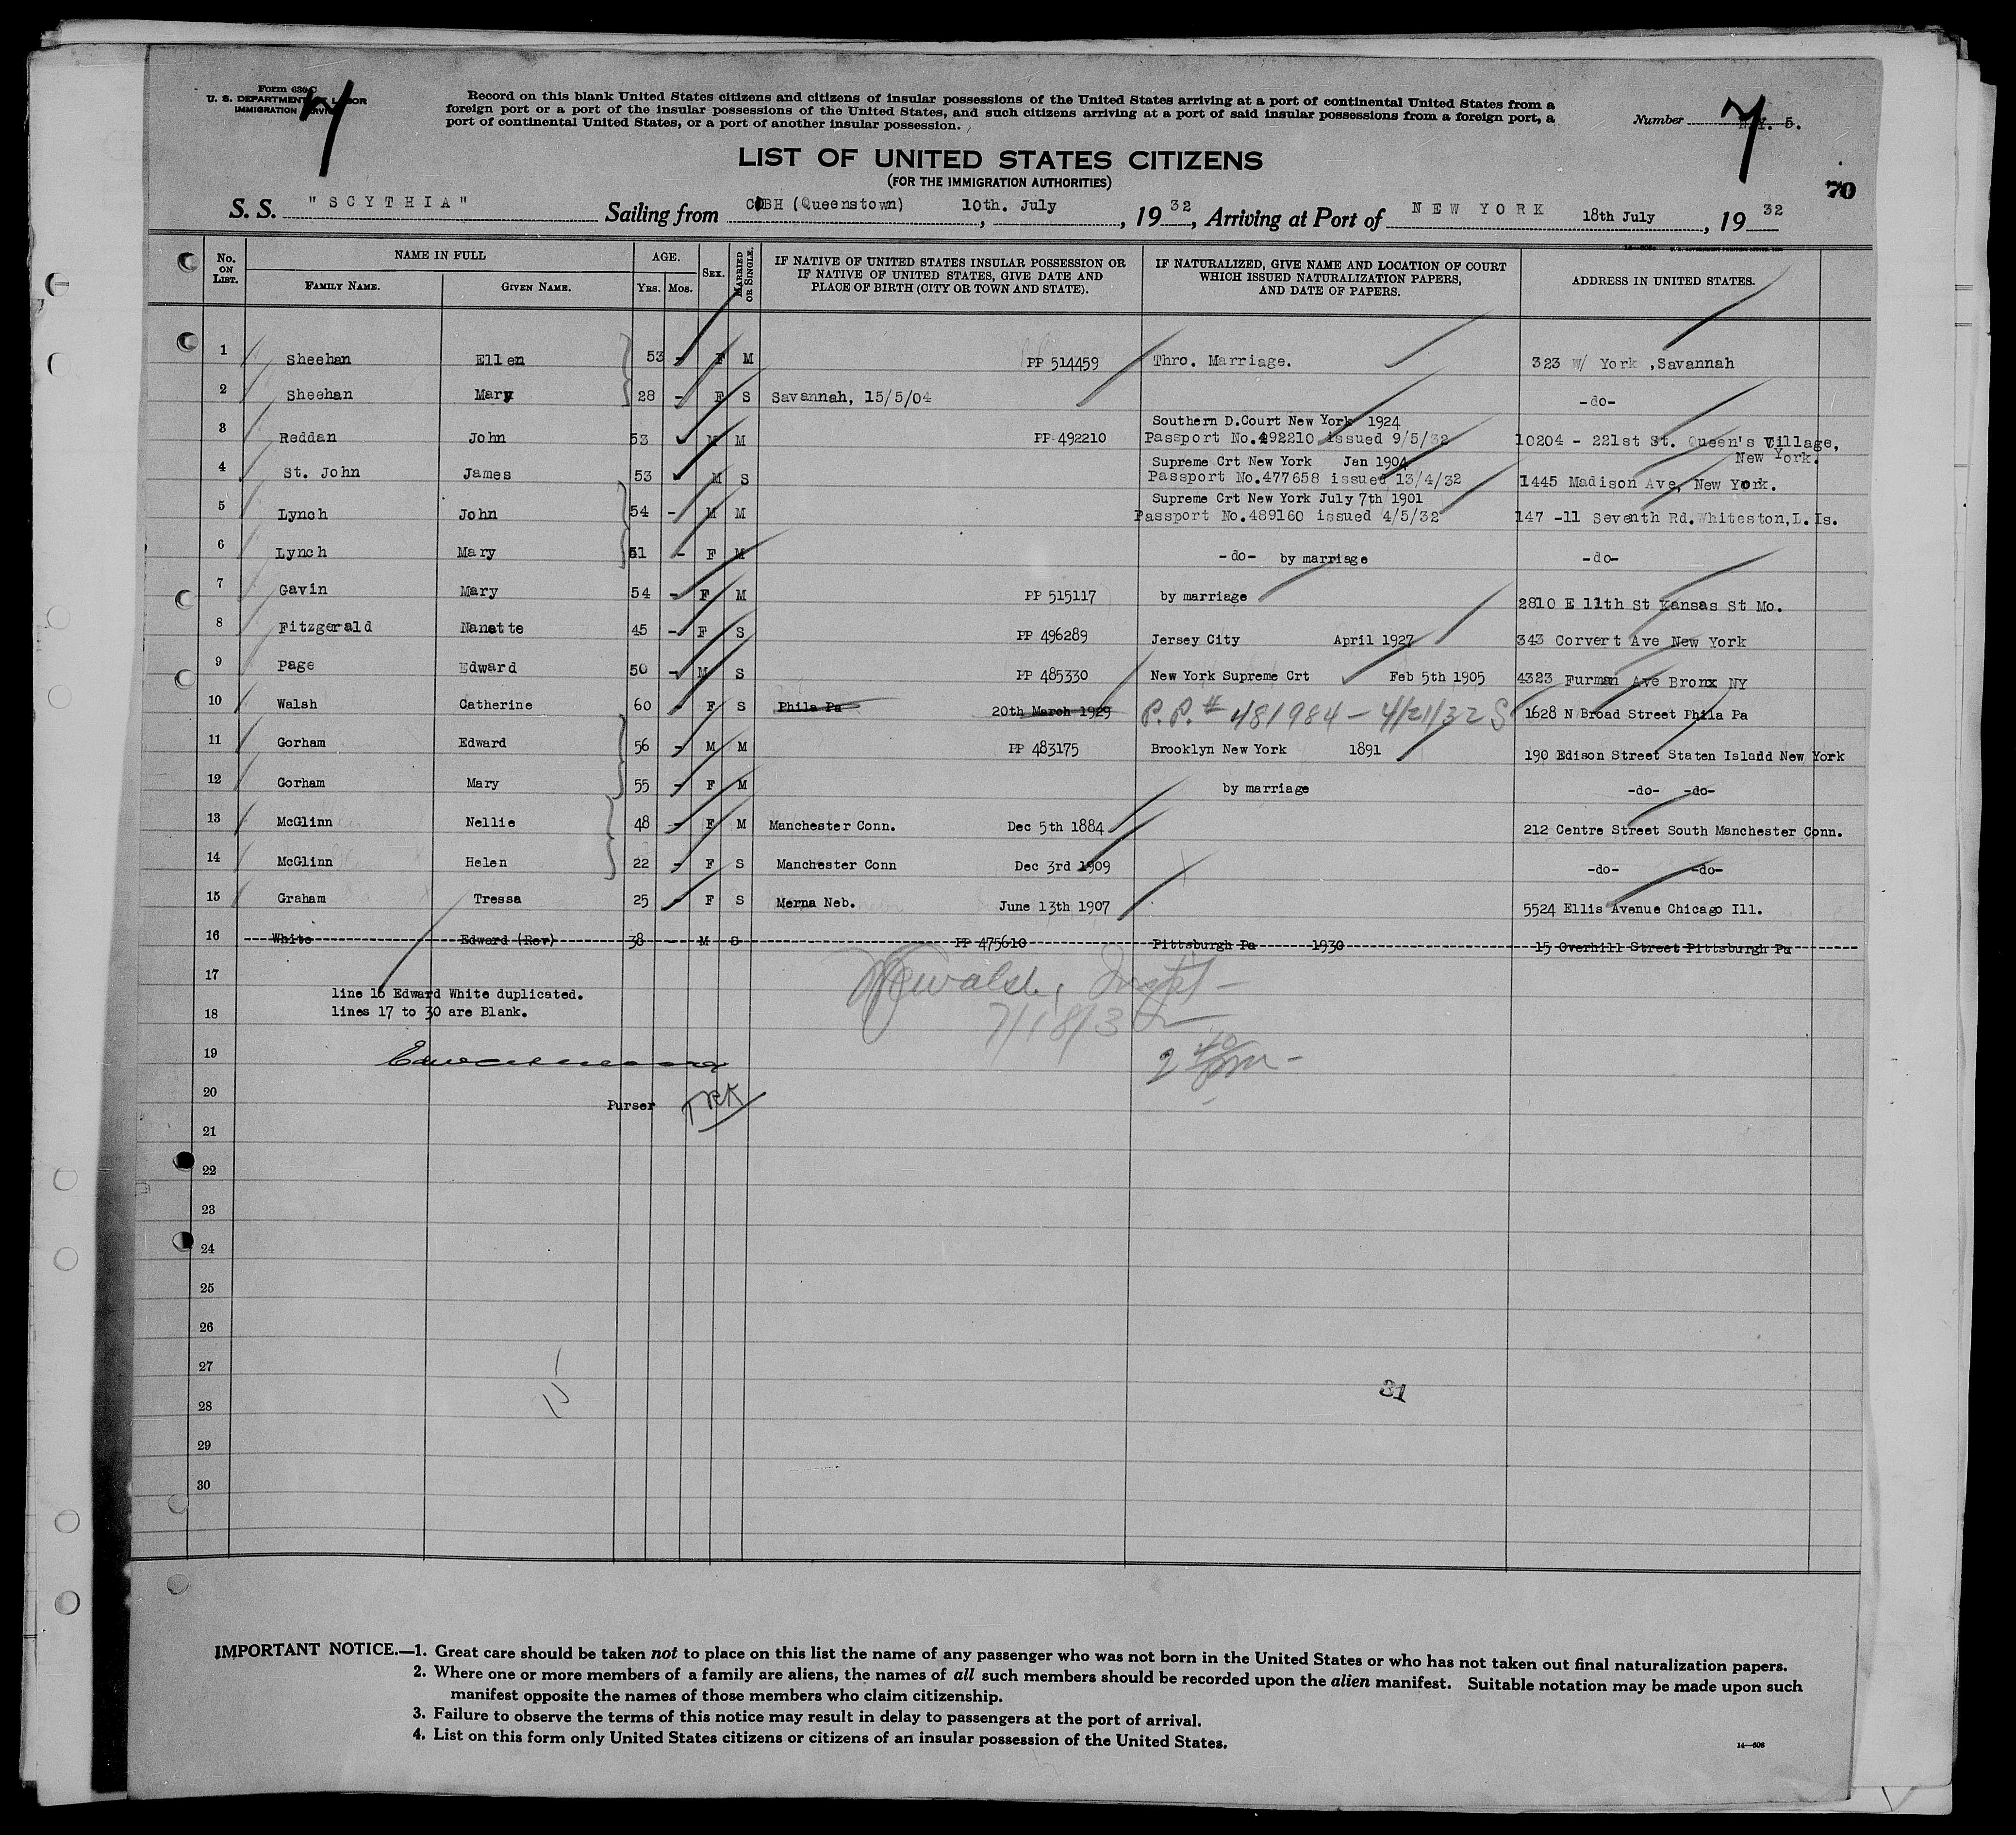 Form 630 C
U. S. DEPARTMENT OF LABOR
IMMIGRATION SERVICE
Record on this blank United States citizens and citizens of insular possessions of the United States arriving at a port of continental United States from a
foreign port or a port of the insular possessions of the United States, and such citizens arriving at a port of said insular possessions from a foreign port, a
port of continental United States, or a port of another insular possession.
Number N.Y. 5.
7
7
LIST OF UNITED STATES CITIZENS
(FOR THE IMMIGRATION AUTHORITIES)
70
S. S. "SCYTHIA" Sailing from COBH (Queenstown) , 10th. July , 19 32, Arriving at Port of NEW YORK 18th July , 19 32
No. ON LIST. NAME IN FULL AGE. SEX. MARRIED OR SINGLE. IF NATIVE OF UNITED STATES INSULAR POSSESSION OR IF NATIVE OF UNITED STATES, GIVE DATE AND PLACE OF BIRTH (CITY OR TOWN AND STATE). IF NATURALIZED, GIVE NAME AND LOCATION OF COURT WHICH ISSUED NATURALIZATION PAPERS, AND DATE OF PAPERS. ADDRESS IN UNITED STATES.
FAMILY NAME. GIVEN NAME. YRS. MOS.
1 Sheehan Ellen 53 - F M PP 514459 Thro. Marriage. 323 W/ York ,Savannah
2 Sheehan Mary 28 - F S Savannah, 15/5/04 -do-
Southern D.Court New York 1924
3 Reddan John 53 M M PP 492210 Passport No.492210 issued 9/5/32 10204 - 221st St. Queen's Village,
New York.
Supreme Crt New York Jan 1904
4 St. John James 53 M S Passport No.477658 issued 13/4/32 1445 Madison Ave, New York.
Supreme Crt New York July 7th 1901
5 Lynch John 54 - M M Passport No.489160 issued 4/5/32 147 -11 Seventh Rd.Whiteston,L.Is.
6 Lynch Mary 51 - F M -do- by marriage -do-
7 Gavin Mary 54 - F M PP 515117 by marriage 2810 E 11th St Kansas St Mo.
8 Fitzgerald Nanette 45 - F S PP 496289 Jersey City April 1927 343 Corvert Ave New York
9 Page Edward 50 - M S PP 485330 New York Supreme Crt Feb 5th 1905 4323 Furman Ave Bronx NY
10 Walsh Catherine 60 - F S Phila Pa 20th March 1929 P.P. # 481984 - 4/21/32 S 1628 N Broad Street Phila Pa
11 Gorham Edward 56 - M M PP 483175 Brooklyn New York 1891 190 Edison Street Staten Island New York
12 Gorham Mary 55 - F M by marriage -do- -do-
13 McGlinn Nellie 48 - F M Manchester Conn. Dec 5th 1884 212 Centre Street South Manchester Conn.
14 McGlinn Helen 22 - F S Manchester Conn Dec 3rd 1909 -do- -do-
15 Graham Tressa 25 - F S Merna Neb. June 13th 1907 5524 Ellis Avenue Chicago Ill.
16 White Edward (Rev) 38 - M S PP 475610 Pittsburgh Pa 1930 15 Overhill Street Pittsburgh Pa
17
line 16 Edward White duplicated.
lines 17 to 30 are Blank.
7/18/32
18
19
2 40 pm -
20
Purser
TRK
21
22
23
24
25
26
27
31
28
29
30
IMPORTANT NOTICE.—1. Great care should be taken not to place on this list the name of any passenger who was not born in the United States or who has not taken out final naturalization papers.
2. Where one or more members of a family are aliens, the names of all such members should be recorded upon the alien manifest. Suitable notation may be made upon such
manifest opposite the names of those members who claim citizenship.
3. Failure to observe the terms of this notice may result in delay to passengers at the port of arrival.
4. List on this form only United States citizens or citizens of an insular possession of the United States.
14—606